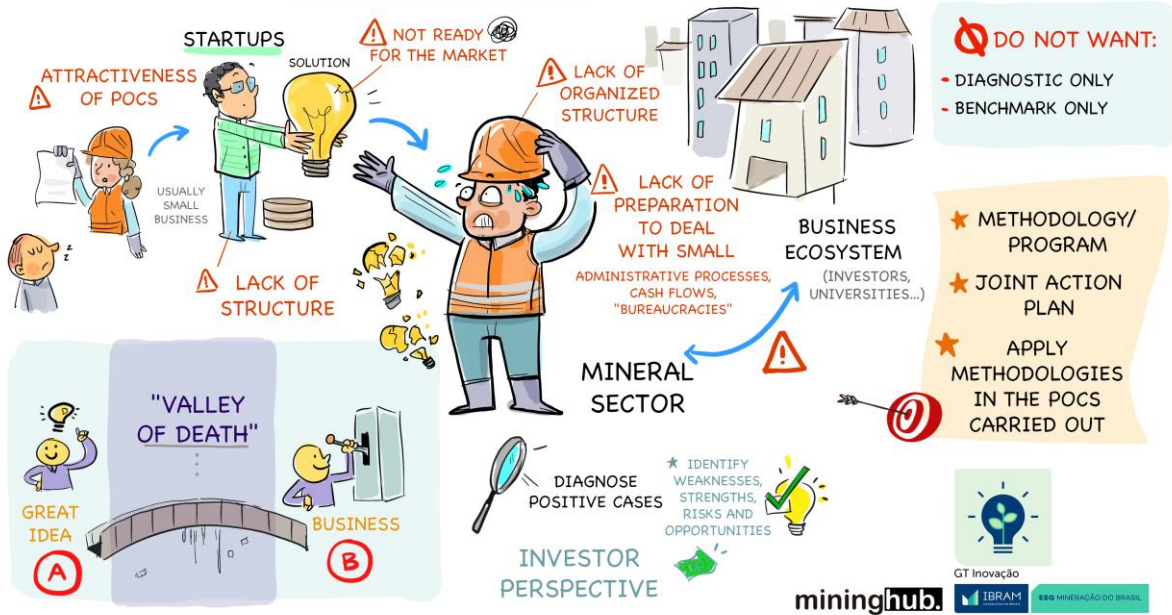 STARTUPS
ATTRACTIVENESS
OF POCS
SOLUTION
NOT READY
FOR THE MARKET
USUALLY
SMALL
BUSINESS
z
z
LACK OF
STRUCTURE
LACK OF
ORGANIZED
STRUCTURE
LACK OF
PREPARATION
TO DEAL
WITH SMALL
ADMINISTRATIVE PROCESSES,
CASH FLOWS,
"BUREAUCRACIES"
BUSINESS
ECOSYSTEM
(INVESTORS,
UNIVERSITIES...)
MINERAL
SECTOR
DO NOT WANT:
- DIAGNOSTIC ONLY
- BENCHMARK ONLY
METHODOLOGY/
PROGRAM
JOINT ACTION
PLAN
APPLY
METHODOLOGIES
IN THE POCS
CARRIED OUT
"VALLEY
OF DEATH"
GREAT
IDEA
A
BUSINESS
B
DIAGNOSE
POSITIVE CASES
IDENTIFY
WEAKNESSES,
STRENGTHS,
RISKS AND
OPPORTUNITIES
INVESTOR
PERSPECTIVE
mininghub.
GT Inovação
IBRAM
ESG MINERAÇÃO DO BRASIL